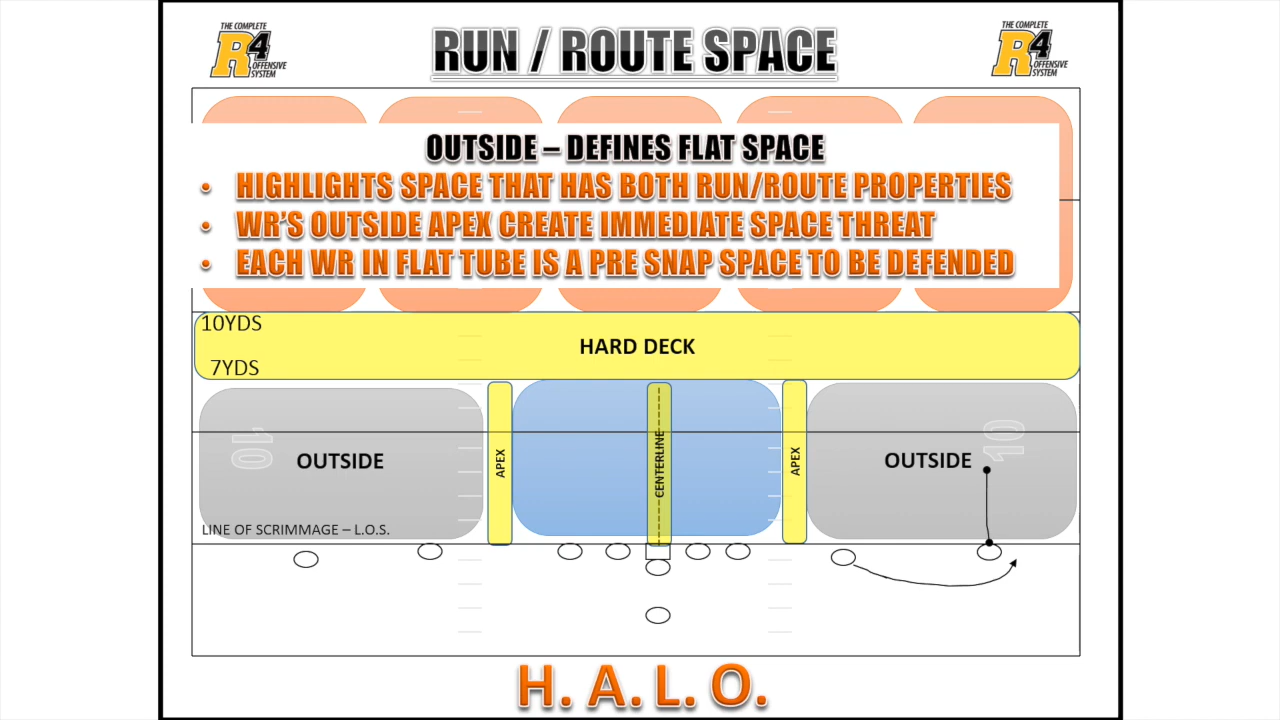 THE COMPLETE
R4
OFFENSIVE
SYSTEM
RUN / ROUTE SPACE
THE COMPLETE
R4
OFFENSIVE
SYSTEM
OUTSIDE – DEFINES FLAT SPACE
• HIGHLIGHTS SPACE THAT HAS BOTH RUN/ROUTE PROPERTIES
• WR'S OUTSIDE APEX CREATE IMMEDIATE SPACE THREAT
• EACH WR IN FLAT TUBE IS A PRE SNAP SPACE TO BE DEFENDED
10YDS
HARD DECK
7YDS
10
OUTSIDE
APEX
CENTERLINE
APEX
OUTSIDE
10
LINE OF SCRIMMAGE – L.O.S.
H. A. L. O.